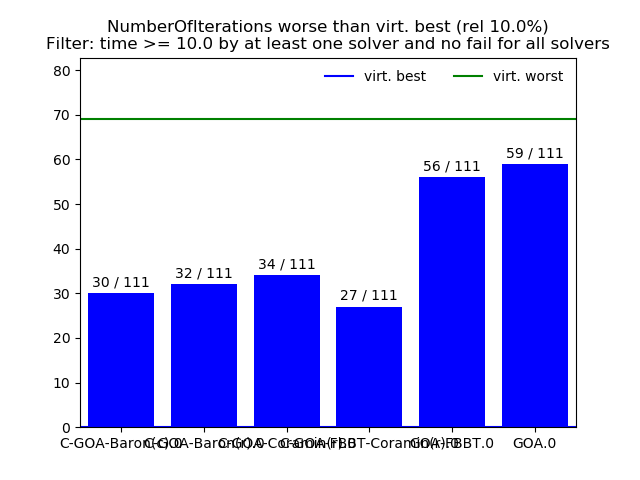 NumberOfIterations worse than virt. best (rel 10.0%)
Filter: time >= 10.0 by at least one solver and no fail for all solvers
virt. best virt. worst
80
70
60
50
40
30
20
10
0
30 / 111
32 / 111
34 / 111
27 / 111
56 / 111
59 / 111
GOA.0